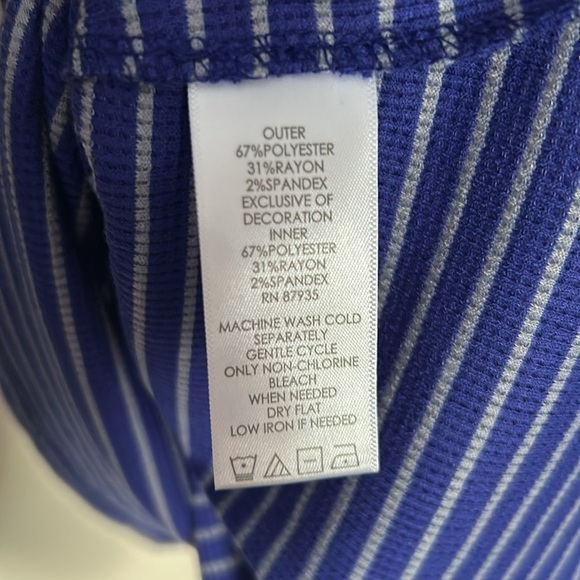 OUTER
67%POLYESTER
31%RAYON
2%SPANDEX
EXCLUSIVE OF
DECORATION
INNER
67%POLYESTER
31%RAYON
2%SPANDEX
RN 87935
MACHINE WASH COLD
SEPARATELY
GENTLE CYCLE
ONLY NON-CHLORINE
BLEACH
WHEN NEEDED
DRY FLAT
LOW IRON IF NEEDED